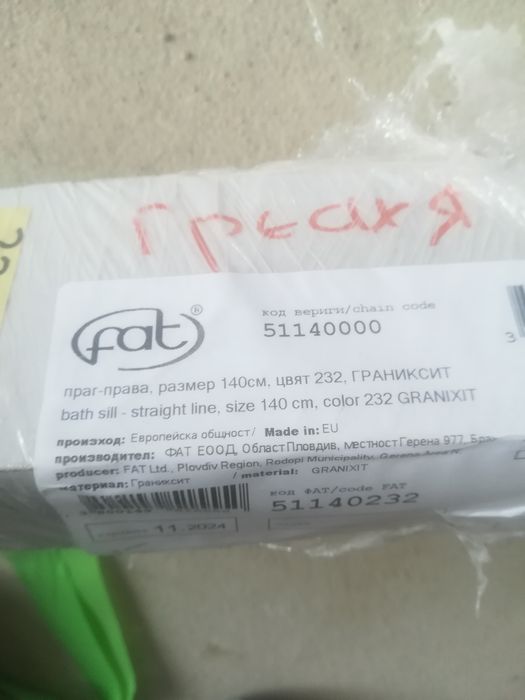 fat®
код вериги/chain code
51140000
3
праг-права, размер 140см, цвят 232, ГРАНИКСИТ
bath sill - straight line, size 140 cm, color 232 GRANIXIT
произход: Европейска общност/ Made in: EU
производител: ФАТ ЕООД, Област Пловдив, местност Герена 977,
producer: FAT Ltd., Plovdiv Region, Rodopi Municipality,
материал: Граниксит / material: GRANIXIT
код ФАТ/code FAT
51140232
11.2024